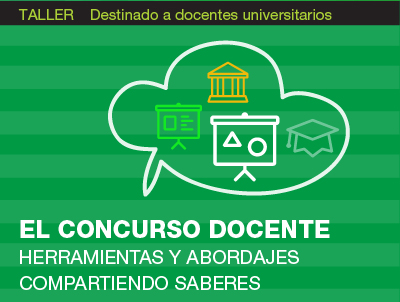 TALLER Destinado a docentes universitarios
EL CONCURSO DOCENTE
HERRAMIENTAS Y ABORDAJES
COMPARTIENDO SABERES